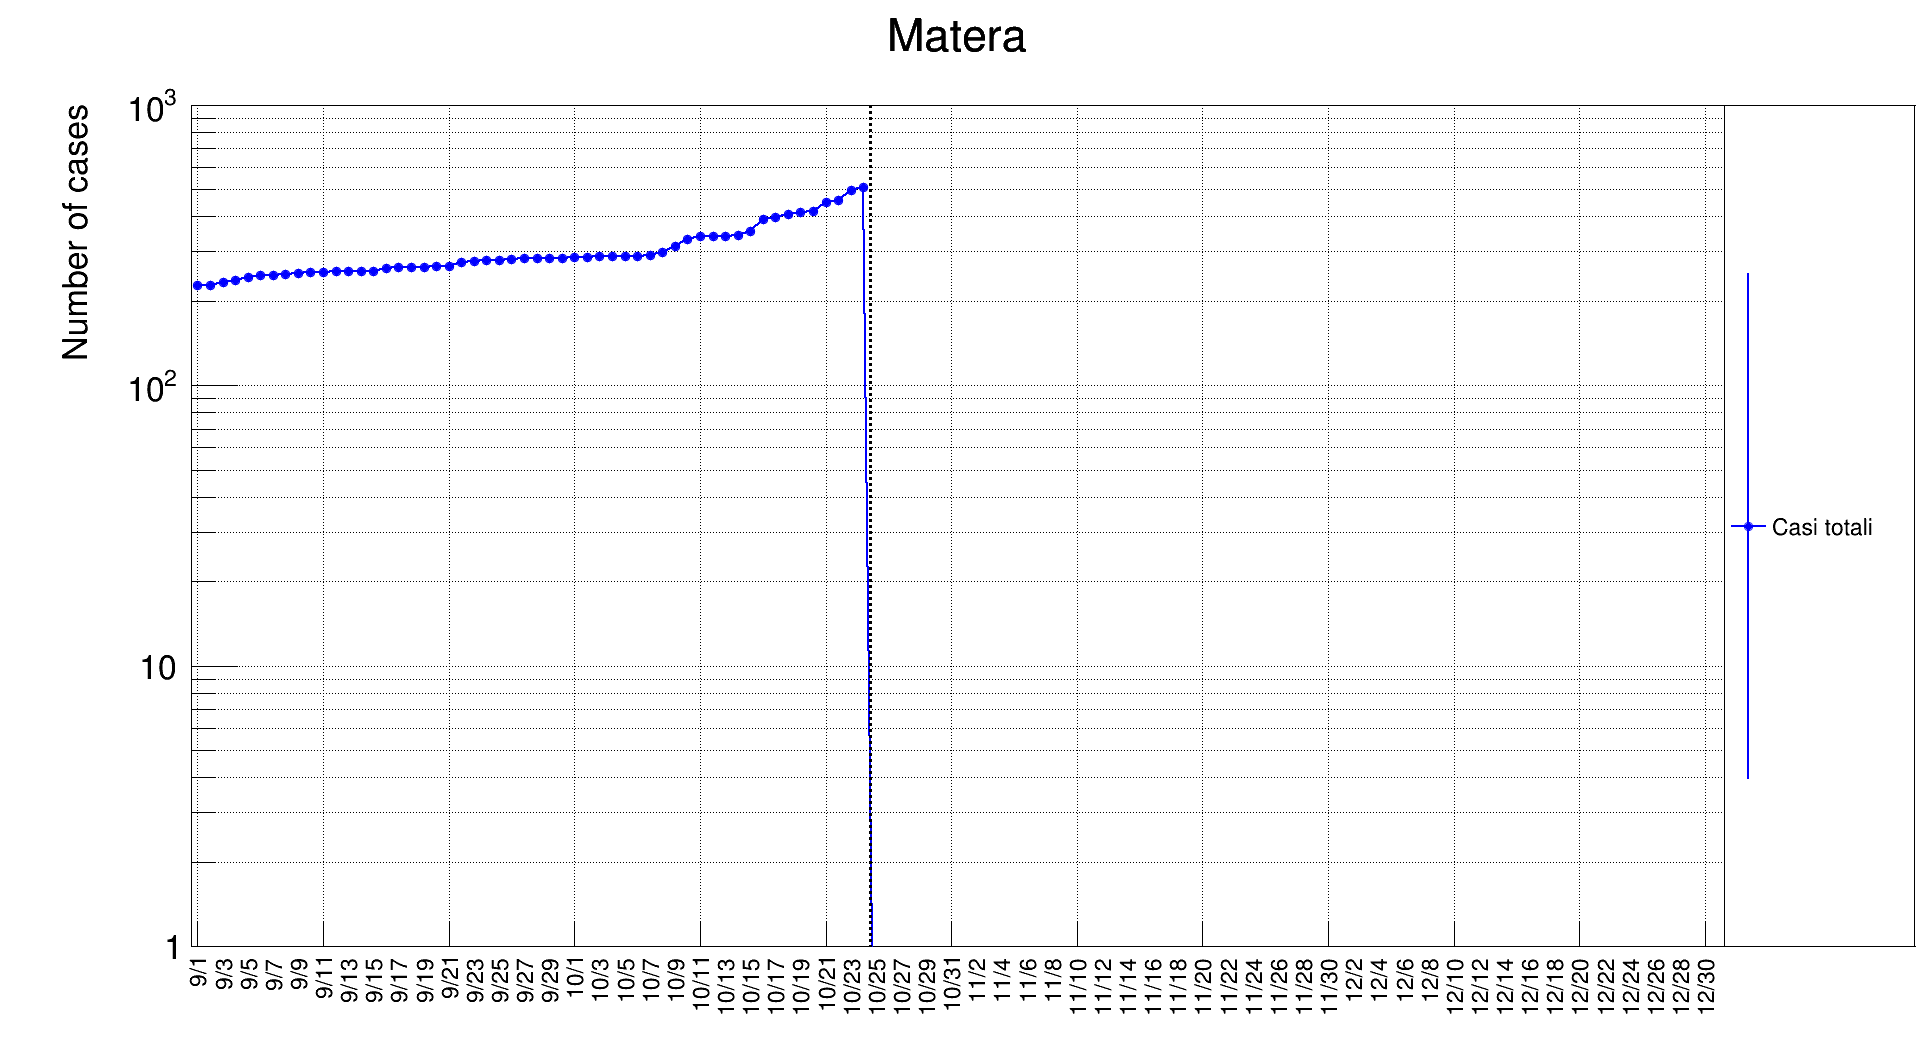 Matera
Number of cases
10³
10²
10
1
9/1 9/3 9/5 9/7 9/9 9/11 9/13 9/15 9/17 9/19 9/21 9/23 9/25 9/27 9/29 10/1 10/3 10/5 10/7 10/9 10/11 10/13 10/15 10/17 10/19 10/21 10/23 10/25 10/27 10/29 10/31 11/2 11/4 11/6 11/8 11/10 11/12 11/14 11/16 11/18 11/20 11/22 11/24 11/26 11/28 11/30 12/2 12/4 12/6 12/8 12/10 12/12 12/14 12/16 12/18 12/20 12/22 12/24 12/26 12/28 12/30
Casi totali